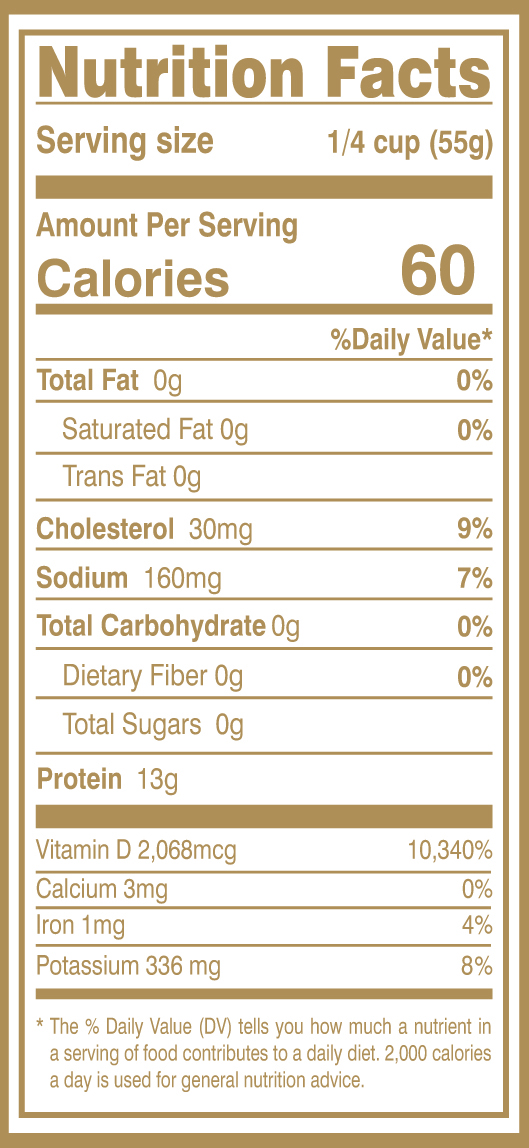 Nutrition Facts
Serving size 1/4 cup (55g)
Amount Per Serving
Calories 60
%Daily Value*
Total Fat 0g 0%
Saturated Fat 0g 0%
Trans Fat 0g
Cholesterol 30mg 9%
Sodium 160mg 7%
Total Carbohydrate 0g 0%
Dietary Fiber 0g 0%
Total Sugars 0g
Protein 13g
Vitamin D 2,068mcg 10,340%
Calcium 3mg 0%
Iron 1mg 4%
Potassium 336 mg 8%
* The % Daily Value (DV) tells you how much a nutrient in
a serving of food contributes to a daily diet. 2,000 calories
a day is used for general nutrition advice.